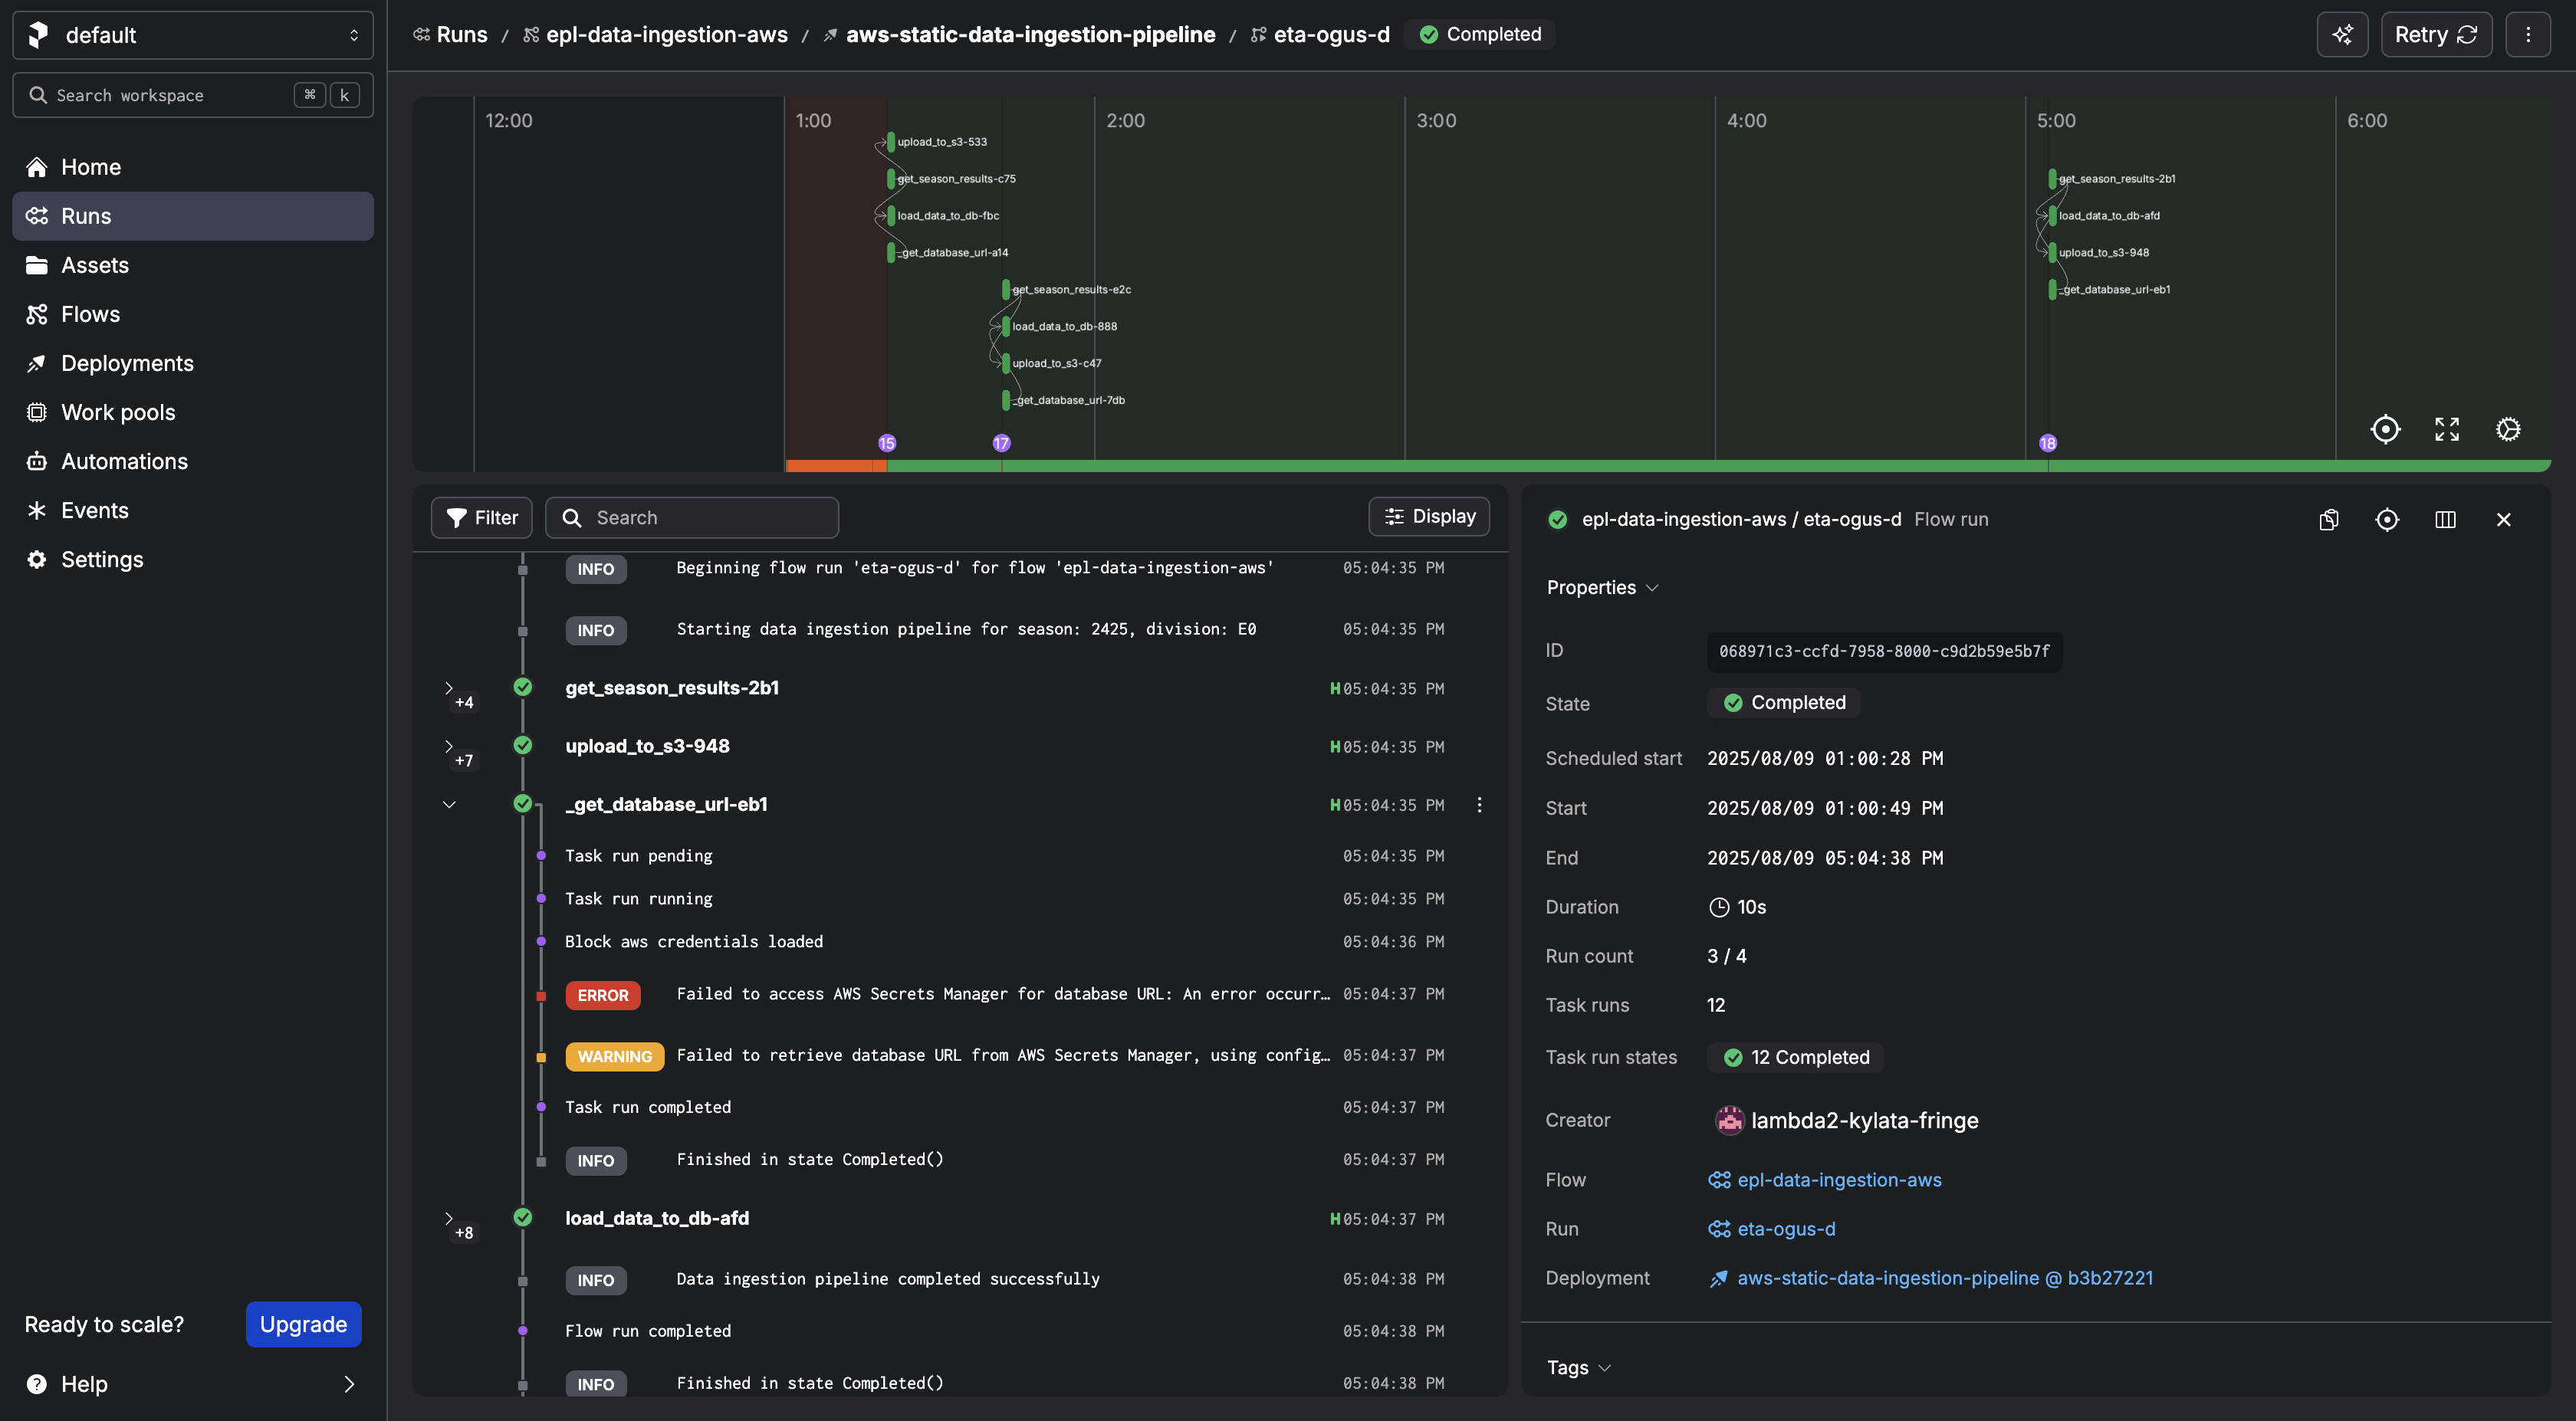 default
Search workspace ⌘ k
Home
Runs
Assets
Flows
Deployments
Work pools
Automations
Events
Settings
Ready to scale? Upgrade
Help
Runs / epl-data-ingestion-aws / aws-static-data-ingestion-pipeline / eta-ogus-d Completed
Retry
12:00 1:00 2:00 3:00 4:00 5:00 6:00
upload_to_s3-533
get_season_results-c75
load_data_to_db-fbc
_get_database_url-a14
get_season_results-e2c
load_data_to_db-888
upload_to_s3-c47
_get_database_url-7db
get_season_results-2b1
load_data_to_db-afd
upload_to_s3-948
_get_database_url-eb1
15 17 18
Filter Search Display
INFO Beginning flow run 'eta-ogus-d' for flow 'epl-data-ingestion-aws' 05:04:35 PM
INFO Starting data ingestion pipeline for season: 2425, division: E0 05:04:35 PM
+4 get_season_results-2b1 H 05:04:35 PM
+7 upload_to_s3-948 H 05:04:35 PM
_get_database_url-eb1 H 05:04:35 PM
Task run pending 05:04:35 PM
Task run running 05:04:35 PM
Block aws credentials loaded 05:04:36 PM
ERROR Failed to access AWS Secrets Manager for database URL: An error occurr… 05:04:37 PM
WARNING Failed to retrieve database URL from AWS Secrets Manager, using config… 05:04:37 PM
Task run completed 05:04:37 PM
INFO Finished in state Completed() 05:04:37 PM
+8 load_data_to_db-afd H 05:04:37 PM
INFO Data ingestion pipeline completed successfully 05:04:38 PM
Flow run completed 05:04:38 PM
INFO Finished in state Completed() 05:04:38 PM
epl-data-ingestion-aws / eta-ogus-d Flow run
Properties
ID 068971c3-ccfd-7958-8000-c9d2b59e5b7f
State Completed
Scheduled start 2025/08/09 01:00:28 PM
Start 2025/08/09 01:00:49 PM
End 2025/08/09 05:04:38 PM
Duration 10s
Run count 3 / 4
Task runs 12
Task run states 12 Completed
Creator lambda2-kylata-fringe
Flow epl-data-ingestion-aws
Run eta-ogus-d
Deployment aws-static-data-ingestion-pipeline @ b3b27221
Tags